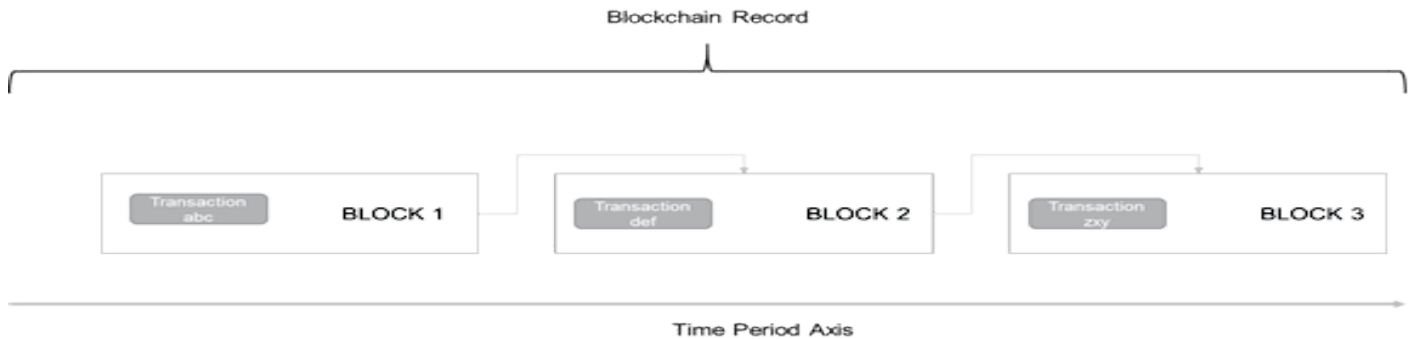 Blockchain Record
Transaction
abc
BLOCK 1
Transaction
def
BLOCK 2
Transaction
zxy
BLOCK 3
Time Period Axis